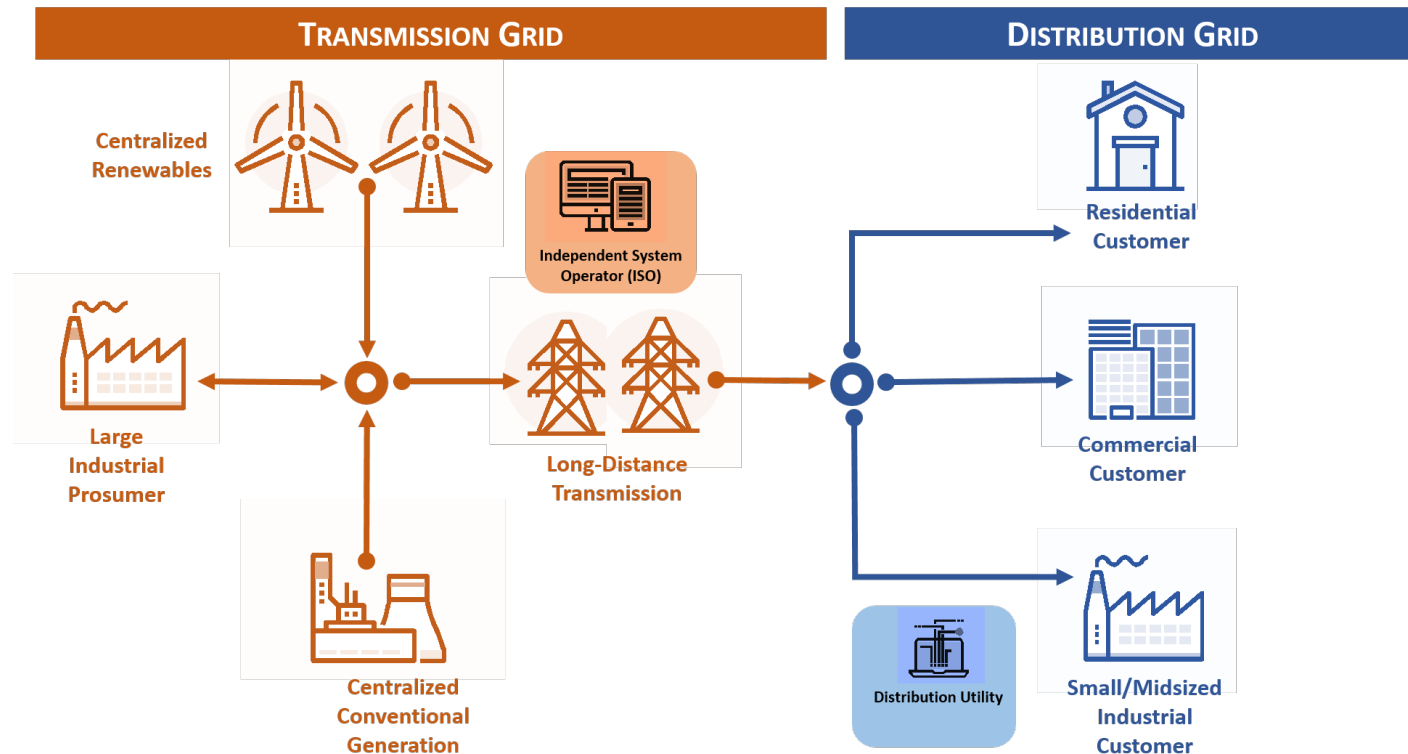 TRANSMISSION GRID
DISTRIBUTION GRID
Centralized
Renewables
Independent System
Operator (ISO)
Residential
Customer
Large
Industrial
Prosumer
Long-Distance
Transmission
Commercial
Customer
Centralized
Conventional
Generation
Distribution Utility
Small/Midsized
Industrial
Customer